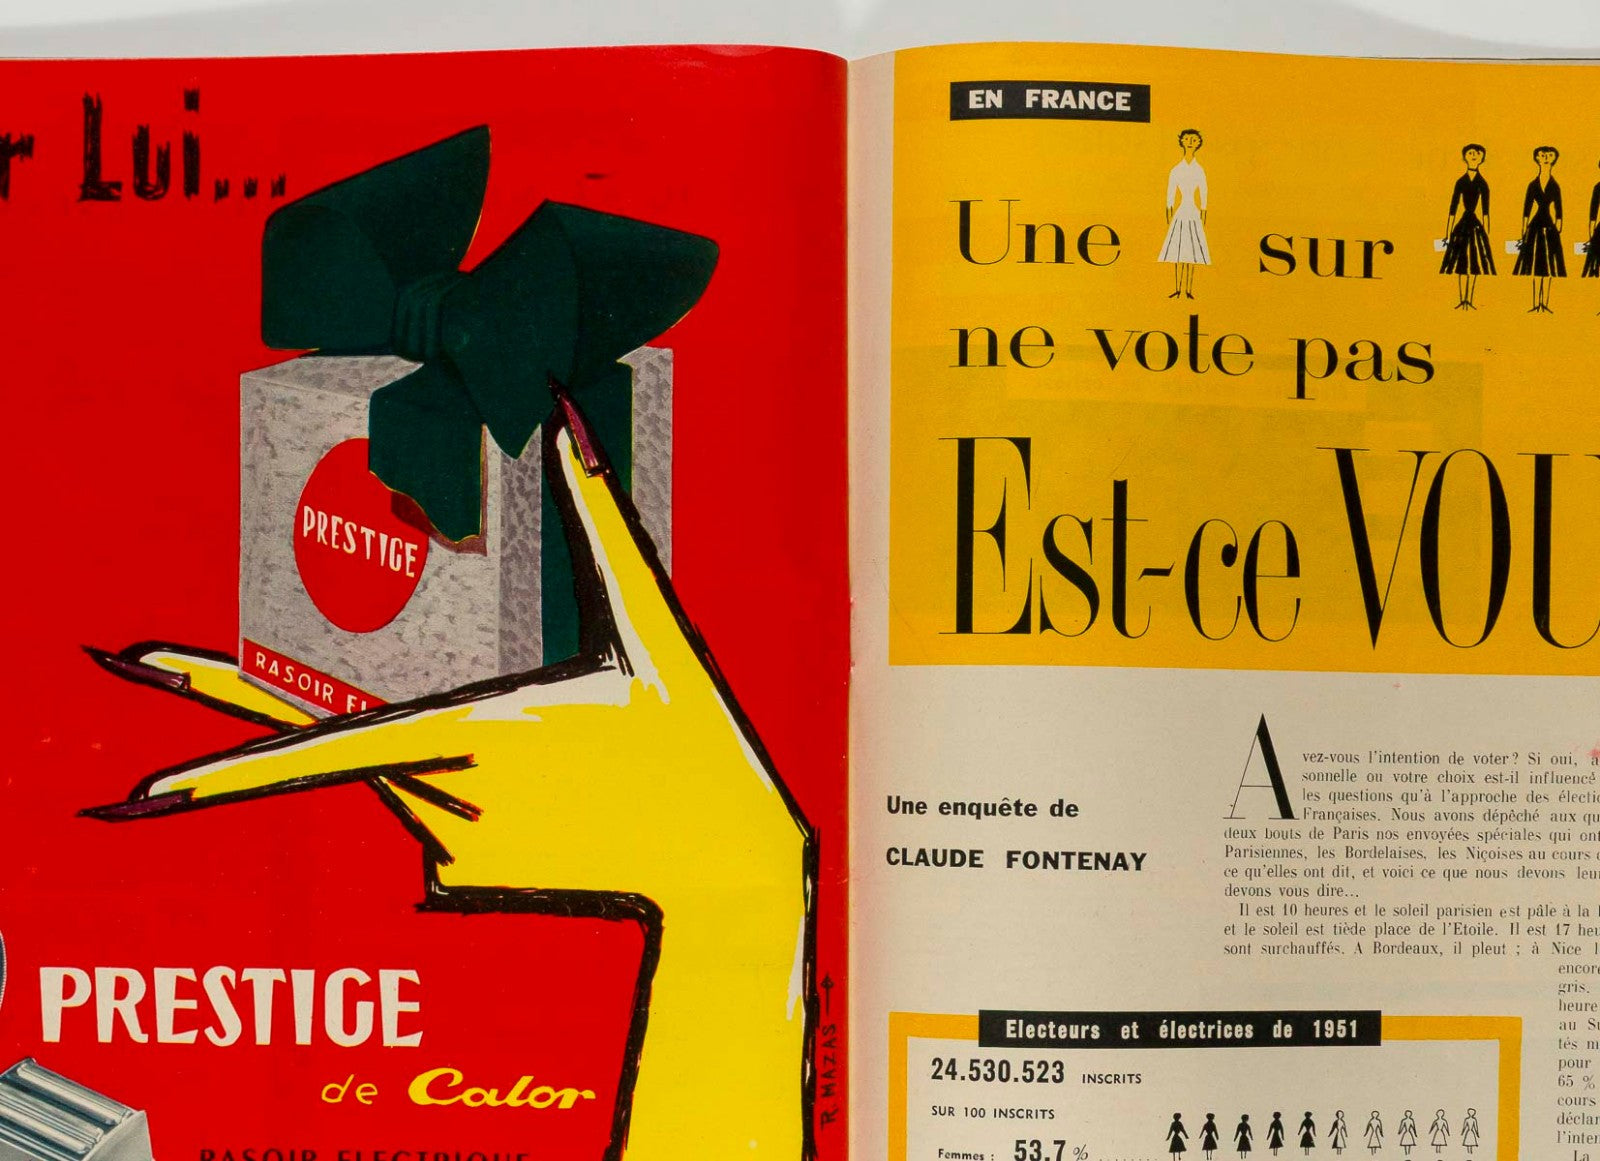 r Lui...
PRESTIGE
RASOIR EL
PRESTIGE
de Calor
RASOIR ELECTRIQUE
R. MAZAS
EN FRANCE
Une sur
ne vote pas
Est-ce VOU
Une enquête de
CLAUDE FONTENAY
Avez-vous l'intention de voter? Si oui, a
sonnelle ou votre choix est-il influencé
les questions qu'à l'approche des électio
Françaises. Nous avons dépêché aux qu
deux bouts de Paris nos envoyées spéciales qui ont
Parisiennes, les Bordelaises, les Niçoises au cours d
ce qu'elles ont dit, et voici ce que nous devons leur
devons vous dire...
Il est 10 heures et le soleil parisien est pâle à la
et le soleil est tiède place de l'Etoile. Il est 17 heu
sont surchauffés. A Bordeaux, il pleut ; à Nice l
encore
gris.
heure
au Su
tés m
pour
65 %
cours
déclar
l'inten
La
Electeurs et électrices de 1951
24.530.523 INSCRITS
SUR 100 INSCRITS
Femmes : 53,7 %